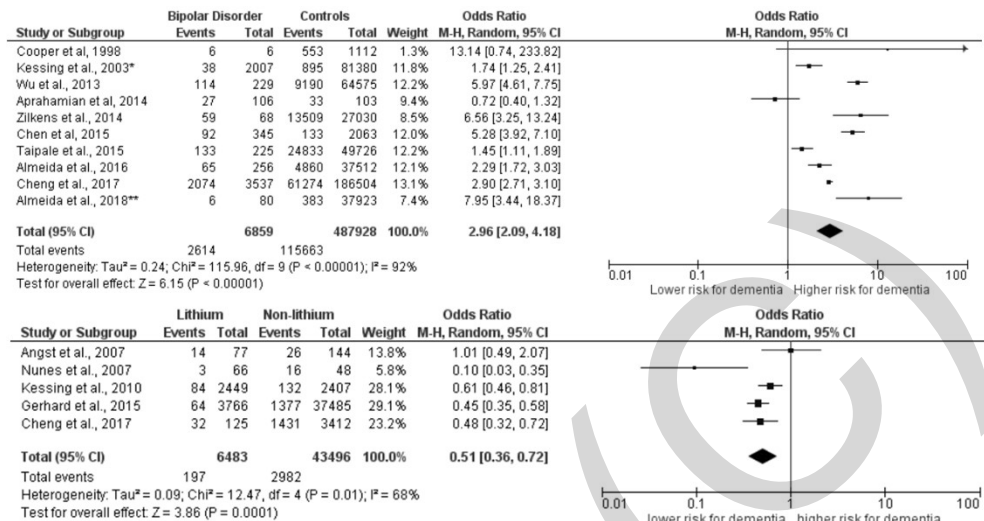 Bipolar Disorder Controls Odds Ratio Odds Ratio
Study or Subgroup Events Total Events Total Weight M-H, Random, 95% CI M-H, Random, 95% CI
Cooper et al, 1998 6 6 553 1112 1.3% 13.14 [0.74, 233.82]
Kessing et al., 2003* 38 2007 895 81380 11.8% 1.74 [1.25, 2.41]
Wu et al., 2013 114 229 9190 64575 12.2% 5.97 [4.61, 7.75]
Aprahamian et al, 2014 27 106 33 103 9.4% 0.72 [0.40, 1.32]
Zilkens et al., 2014 59 68 13509 27030 8.5% 6.56 [3.25, 13.24]
Chen et al, 2015 92 345 133 2063 12.0% 5.28 [3.92, 7.10]
Taipale et al., 2015 133 225 24833 49726 12.2% 1.45 [1.11, 1.89]
Almeida et al., 2016 65 256 4860 37512 12.1% 2.29 [1.72, 3.03]
Cheng et al., 2017 2074 3537 61274 186504 13.1% 2.90 [2.71, 3.10]
Almeida et al., 2018** 6 80 383 37923 7.4% 7.95 [3.44, 18.37]
Total (95% CI) 6859 487928 100.0% 2.96 [2.09, 4.18]
Total events 2614 115663
Heterogeneity: Tau² = 0.24; Chi² = 115.96, df = 9 (P < 0.00001); I² = 92%
Test for overall effect: Z = 6.15 (P < 0.00001)
0.01 0.1 1 10 100
Lower risk for dementia Higher risk for dementia
Lithium Non-lithium Odds Ratio Odds Ratio
Study or Subgroup Events Total Events Total Weight M-H, Random, 95% CI M-H, Random, 95% CI
Angst et al., 2007 14 77 26 144 13.8% 1.01 [0.49, 2.07]
Nunes et al., 2007 3 66 16 48 5.8% 0.10 [0.03, 0.35]
Kessing et al., 2010 84 2449 132 2407 28.1% 0.61 [0.46, 0.81]
Gerhard et al., 2015 64 3766 1377 37485 29.1% 0.45 [0.35, 0.58]
Cheng et al., 2017 32 125 1431 3412 23.2% 0.48 [0.32, 0.72]
Total (95% CI) 6483 43496 100.0% 0.51 [0.36, 0.72]
Total events 197 2982
Heterogeneity: Tau² = 0.09; Chi² = 12.47, df = 4 (P = 0.01); I² = 68%
Test for overall effect: Z = 3.86 (P = 0.0001)
0.01 0.1 1 10 100
lower risk for dementia higher risk for dementia